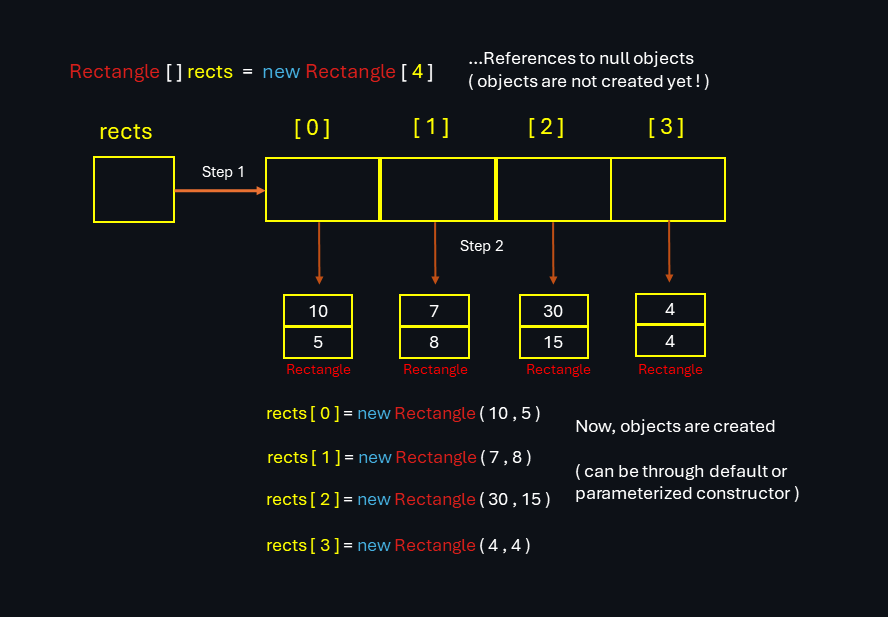 Rectangle [ ] rects = new Rectangle [ 4 ]
...References to null objects
( objects are not created yet ! )
rects
[ 0 ]
[ 1 ]
[ 2 ]
[ 3 ]
Step 1
Step 2
10
7
30
4
5
8
15
4
Rectangle
Rectangle
Rectangle
Rectangle
rects [ 0 ] = new Rectangle ( 10 , 5 )
rects [ 1 ] = new Rectangle ( 7 , 8 )
rects [ 2 ] = new Rectangle ( 30 , 15 )
rects [ 3 ] = new Rectangle ( 4 , 4 )
Now, objects are created
( can be through default or
parameterized constructor )